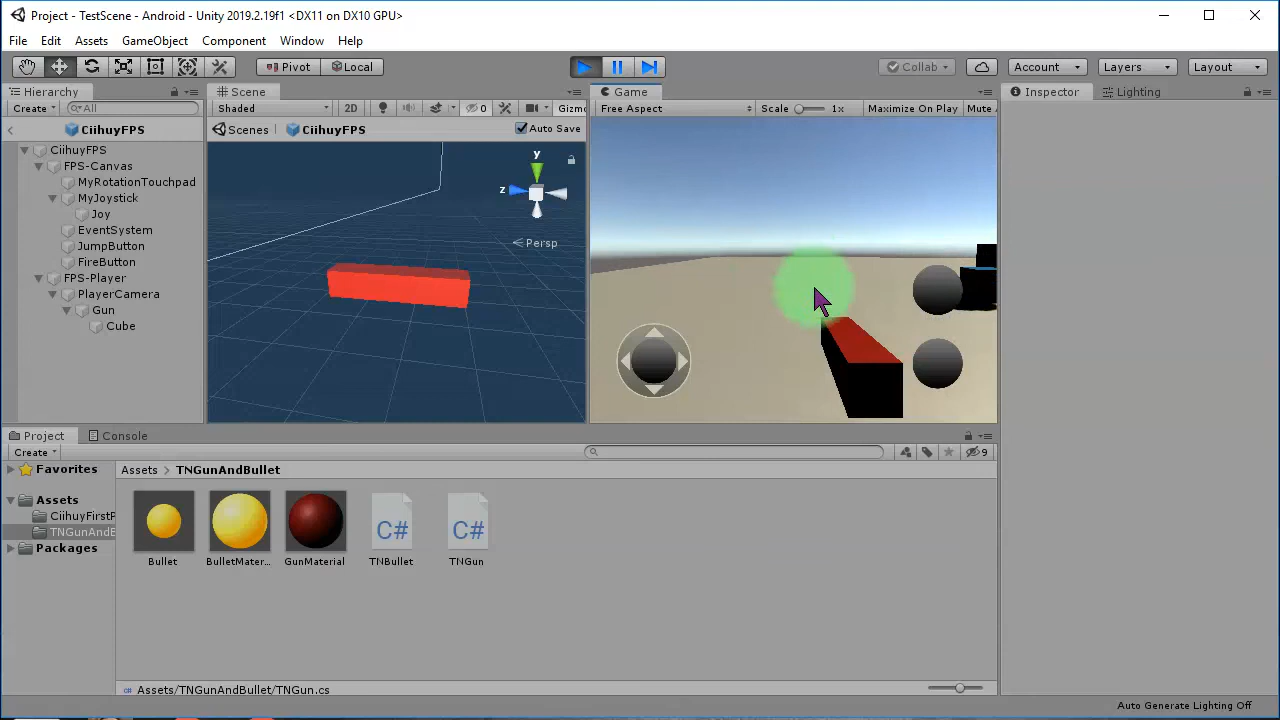 Project - TestScene - Android - Unity 2019.2.19f1 <DX11 on DX10 GPU>
File Edit Assets GameObject Component Window Help
Pivot Local Collab Account Layers Layout
Hierarchy Scene Game Inspector Lighting
Create All Shaded 2D 0 Gizmo Free Aspect Scale 1x Maximize On Play Mute
CiihuyFPS Scenes CiihuyFPS Auto Save
CiihuyFPS
FPS-Canvas
MyRotationTouchpad
MyJoystick
Joy
EventSystem
JumpButton
FireButton
FPS-Player
PlayerCamera
Gun
Cube
y
z
Persp
Project Console
Create 9
Favorites
Assets
CiihuyFirstP
TNGunAndB
Packages
Assets > TNGunAndBullet
C# C#
Bullet BulletMater... GunMaterial TNBullet TNGun
Assets/TNGunAndBullet/TNGun.cs
Auto Generate Lighting Off